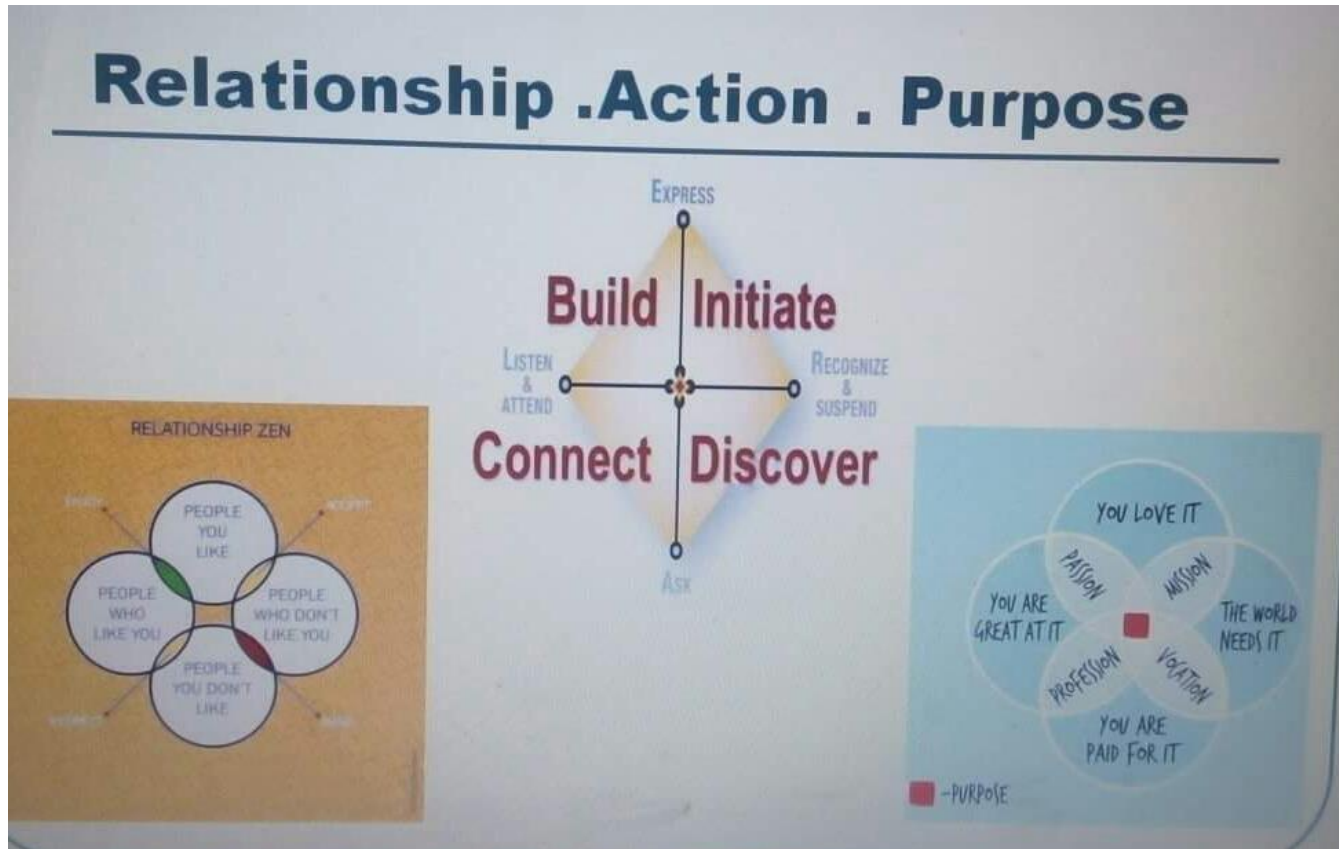 Relationship .Action . Purpose
EXPRESS
Build Initiate
LISTEN
&
ATTEND
RECOGNIZE
&
SUSPEND
Connect Discover
ASK
RELATIONSHIP ZEN
ACCEPT
PEOPLE
YOU
LIKE
PEOPLE
WHO
LIKE YOU
PEOPLE
WHO DON'T
LIKE YOU
PEOPLE
YOU DON'T
LIKE
YOU LOVE IT
PASSION
MISSION
YOU ARE
GREAT AT IT
THE WORLD
NEEDS IT
PROFESSION
VOCATION
YOU ARE
PAID FOR IT
-PURPOSE